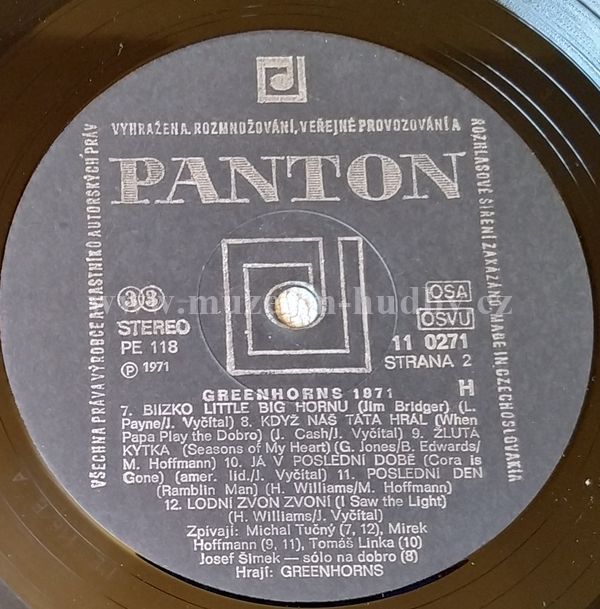 VYHRAŽENA. ROZMNOŽOVÁNÍ, VEŘEJNÉ PROVOZOVÁNÍ A
ROZHLASOVÉ ŠÍŘENÍ ZAKÁZÁNO. MADE IN CZECHOSLOVAKIA
VŠECHNA PRÁVA VÝROBCE A VLASTNÍKŮ AUTORSKÝCH PRÁV
PANTON
www.muzeum-hudby.cz
33
STEREO
PE 118
Ⓟ 1971
OSA
OSVU
11 0271
STRANA 2
H
GREENHORNS 1971
7. BlIZKO LITTLE BIG HORNU (Jim Bridger) (L.
Payne/J. Vyčítal) 8. KDYŽ NÁŠ TÁTA HRÁL (When
Papa Play the Dobro) (J. Cash/J. Vyčítal) 9. ŽLUTÁ
KYTKA (Seasons of My Heart) (G. Jones/B. Edwards/
M. Hoffmann) 10. JÁ V POSLEDNÍ DOBĚ (Cora is
Gone) (amer. lid./J. Vyčítal) 11. POSLEDNÍ DEN
(Ramblin Man) (H. Williams/M. Hoffmann)
12. LODNÍ ZVON ZVONÍ (I Saw the Light)
(H. Williams/J. Vyčítal)
Zpívají: Michal Tučný (7, 12), Mirek
Hoffmann (9, 11), Tomáš Linka (10)
Josef Šimek — sólo na dobro (8)
Hrají: GREENHORNS